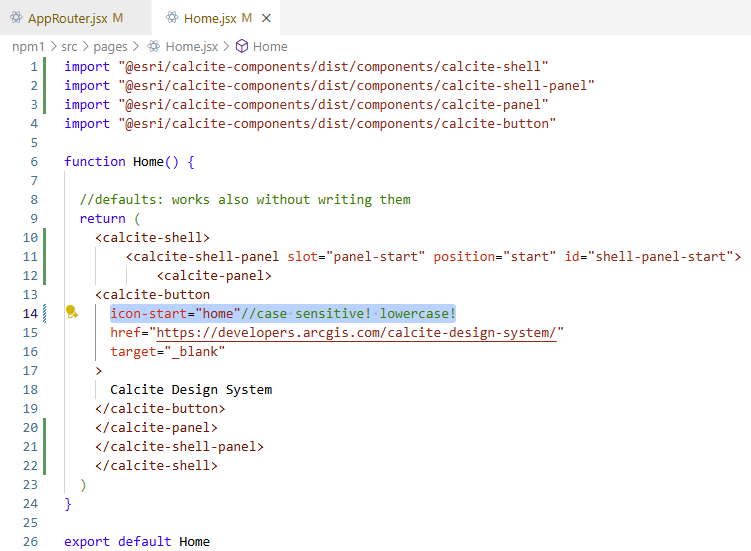 AppRouter.jsx M
Home.jsx M ×
npm1 > src > pages > Home.jsx > Home
1 import "@esri/calcite-components/dist/components/calcite-shell"
2 import "@esri/calcite-components/dist/components/calcite-shell-panel"
3 import "@esri/calcite-components/dist/components/calcite-panel"
4 import "@esri/calcite-components/dist/components/calcite-button"
5
6 function Home() {
7
8 //defaults: works also without writing them
9 return (
10 <calcite-shell>
11 <calcite-shell-panel slot="panel-start" position="start" id="shell-panel-start">
12 <calcite-panel>
13 <calcite-button
14 icon-start="home"//case sensitive! lowercase!
15 href="https://developers.arcgis.com/calcite-design-system/"
16 target="_blank"
17 >
18 Calcite Design System
19 </calcite-button>
20 </calcite-panel>
21 </calcite-shell-panel>
22 </calcite-shell>
23 )
24 }
25
26 export default Home